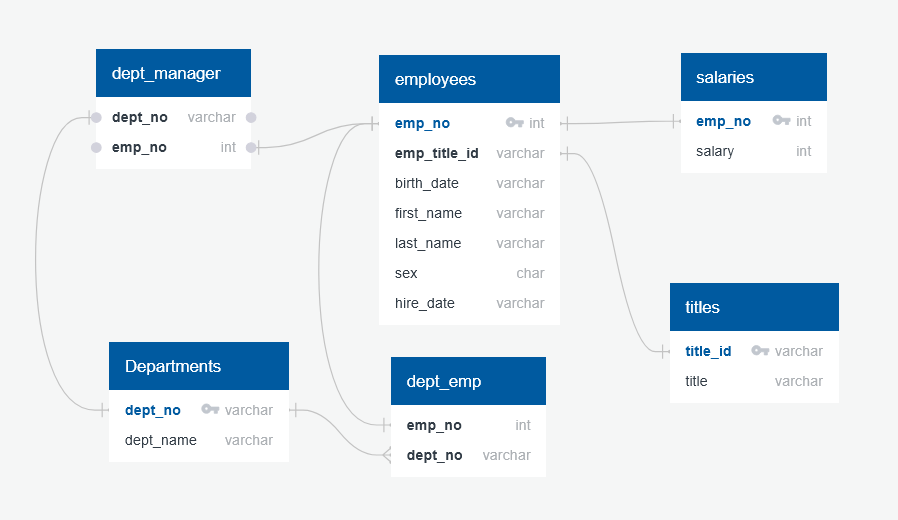 dept_manager
dept_no varchar
emp_no int
employees
emp_no int
emp_title_id varchar
birth_date varchar
first_name varchar
last_name varchar
sex char
hire_date varchar
salaries
emp_no int
salary int
titles
title_id varchar
title varchar
Departments
dept_no varchar
dept_name varchar
dept_emp
emp_no int
dept_no varchar